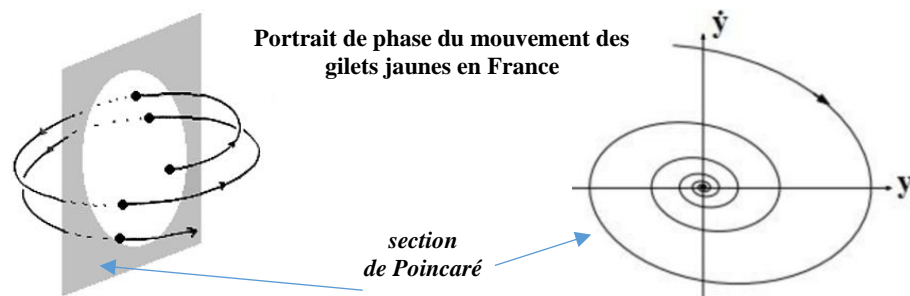 Portrait de phase du mouvement des
gilets jaunes en France
ẏ
y
section
de Poincaré